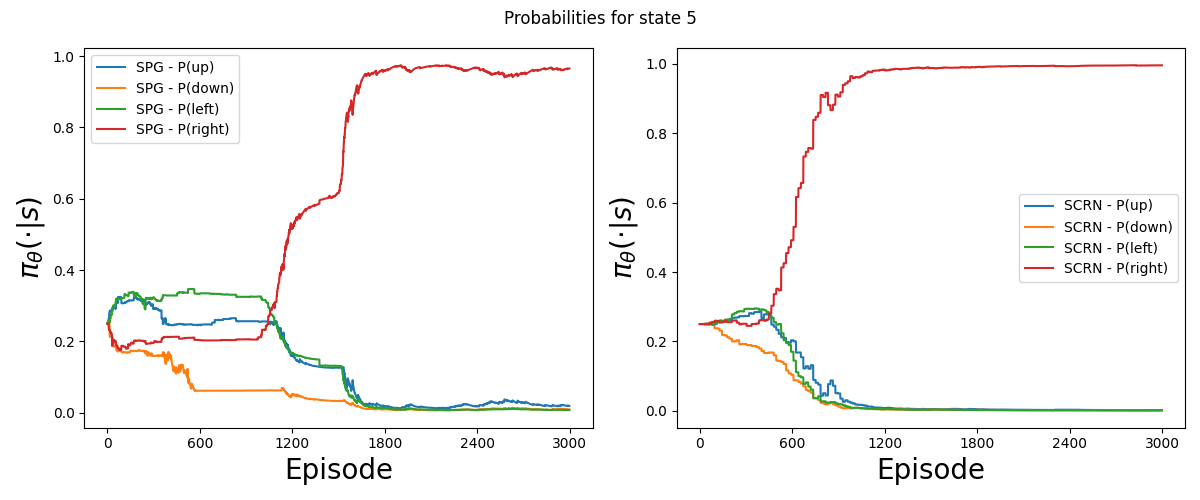 Probabilities for state 5
1.0
0.8
0.6
0.4
0.2
0.0
πθ(·|s)
SPG - P(up)
SPG - P(down)
SPG - P(left)
SPG - P(right)
0 600 1200 1800 2400 3000
Episode
1.0
0.8
0.6
0.4
0.2
0.0
πθ(·|s)
SCRN - P(up)
SCRN - P(down)
SCRN - P(left)
SCRN - P(right)
0 600 1200 1800 2400 3000
Episode